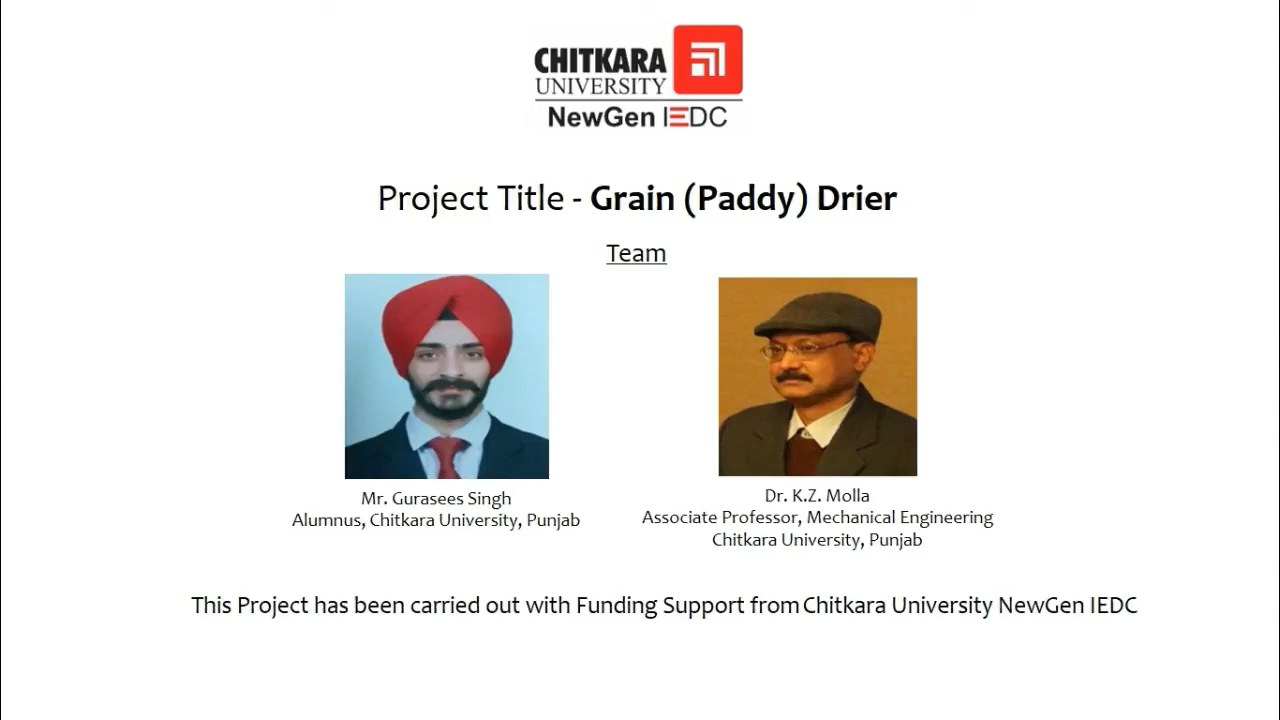 CHITKARA
UNIVERSITY
NewGen IEDC
Project Title - Grain (Paddy) Drier
Team
Mr. Gurasees Singh
Alumnus, Chitkara University, Punjab
Dr. K.Z. Molla
Associate Professor, Mechanical Engineering
Chitkara University, Punjab
This Project has been carried out with Funding Support from Chitkara University NewGen IEDC